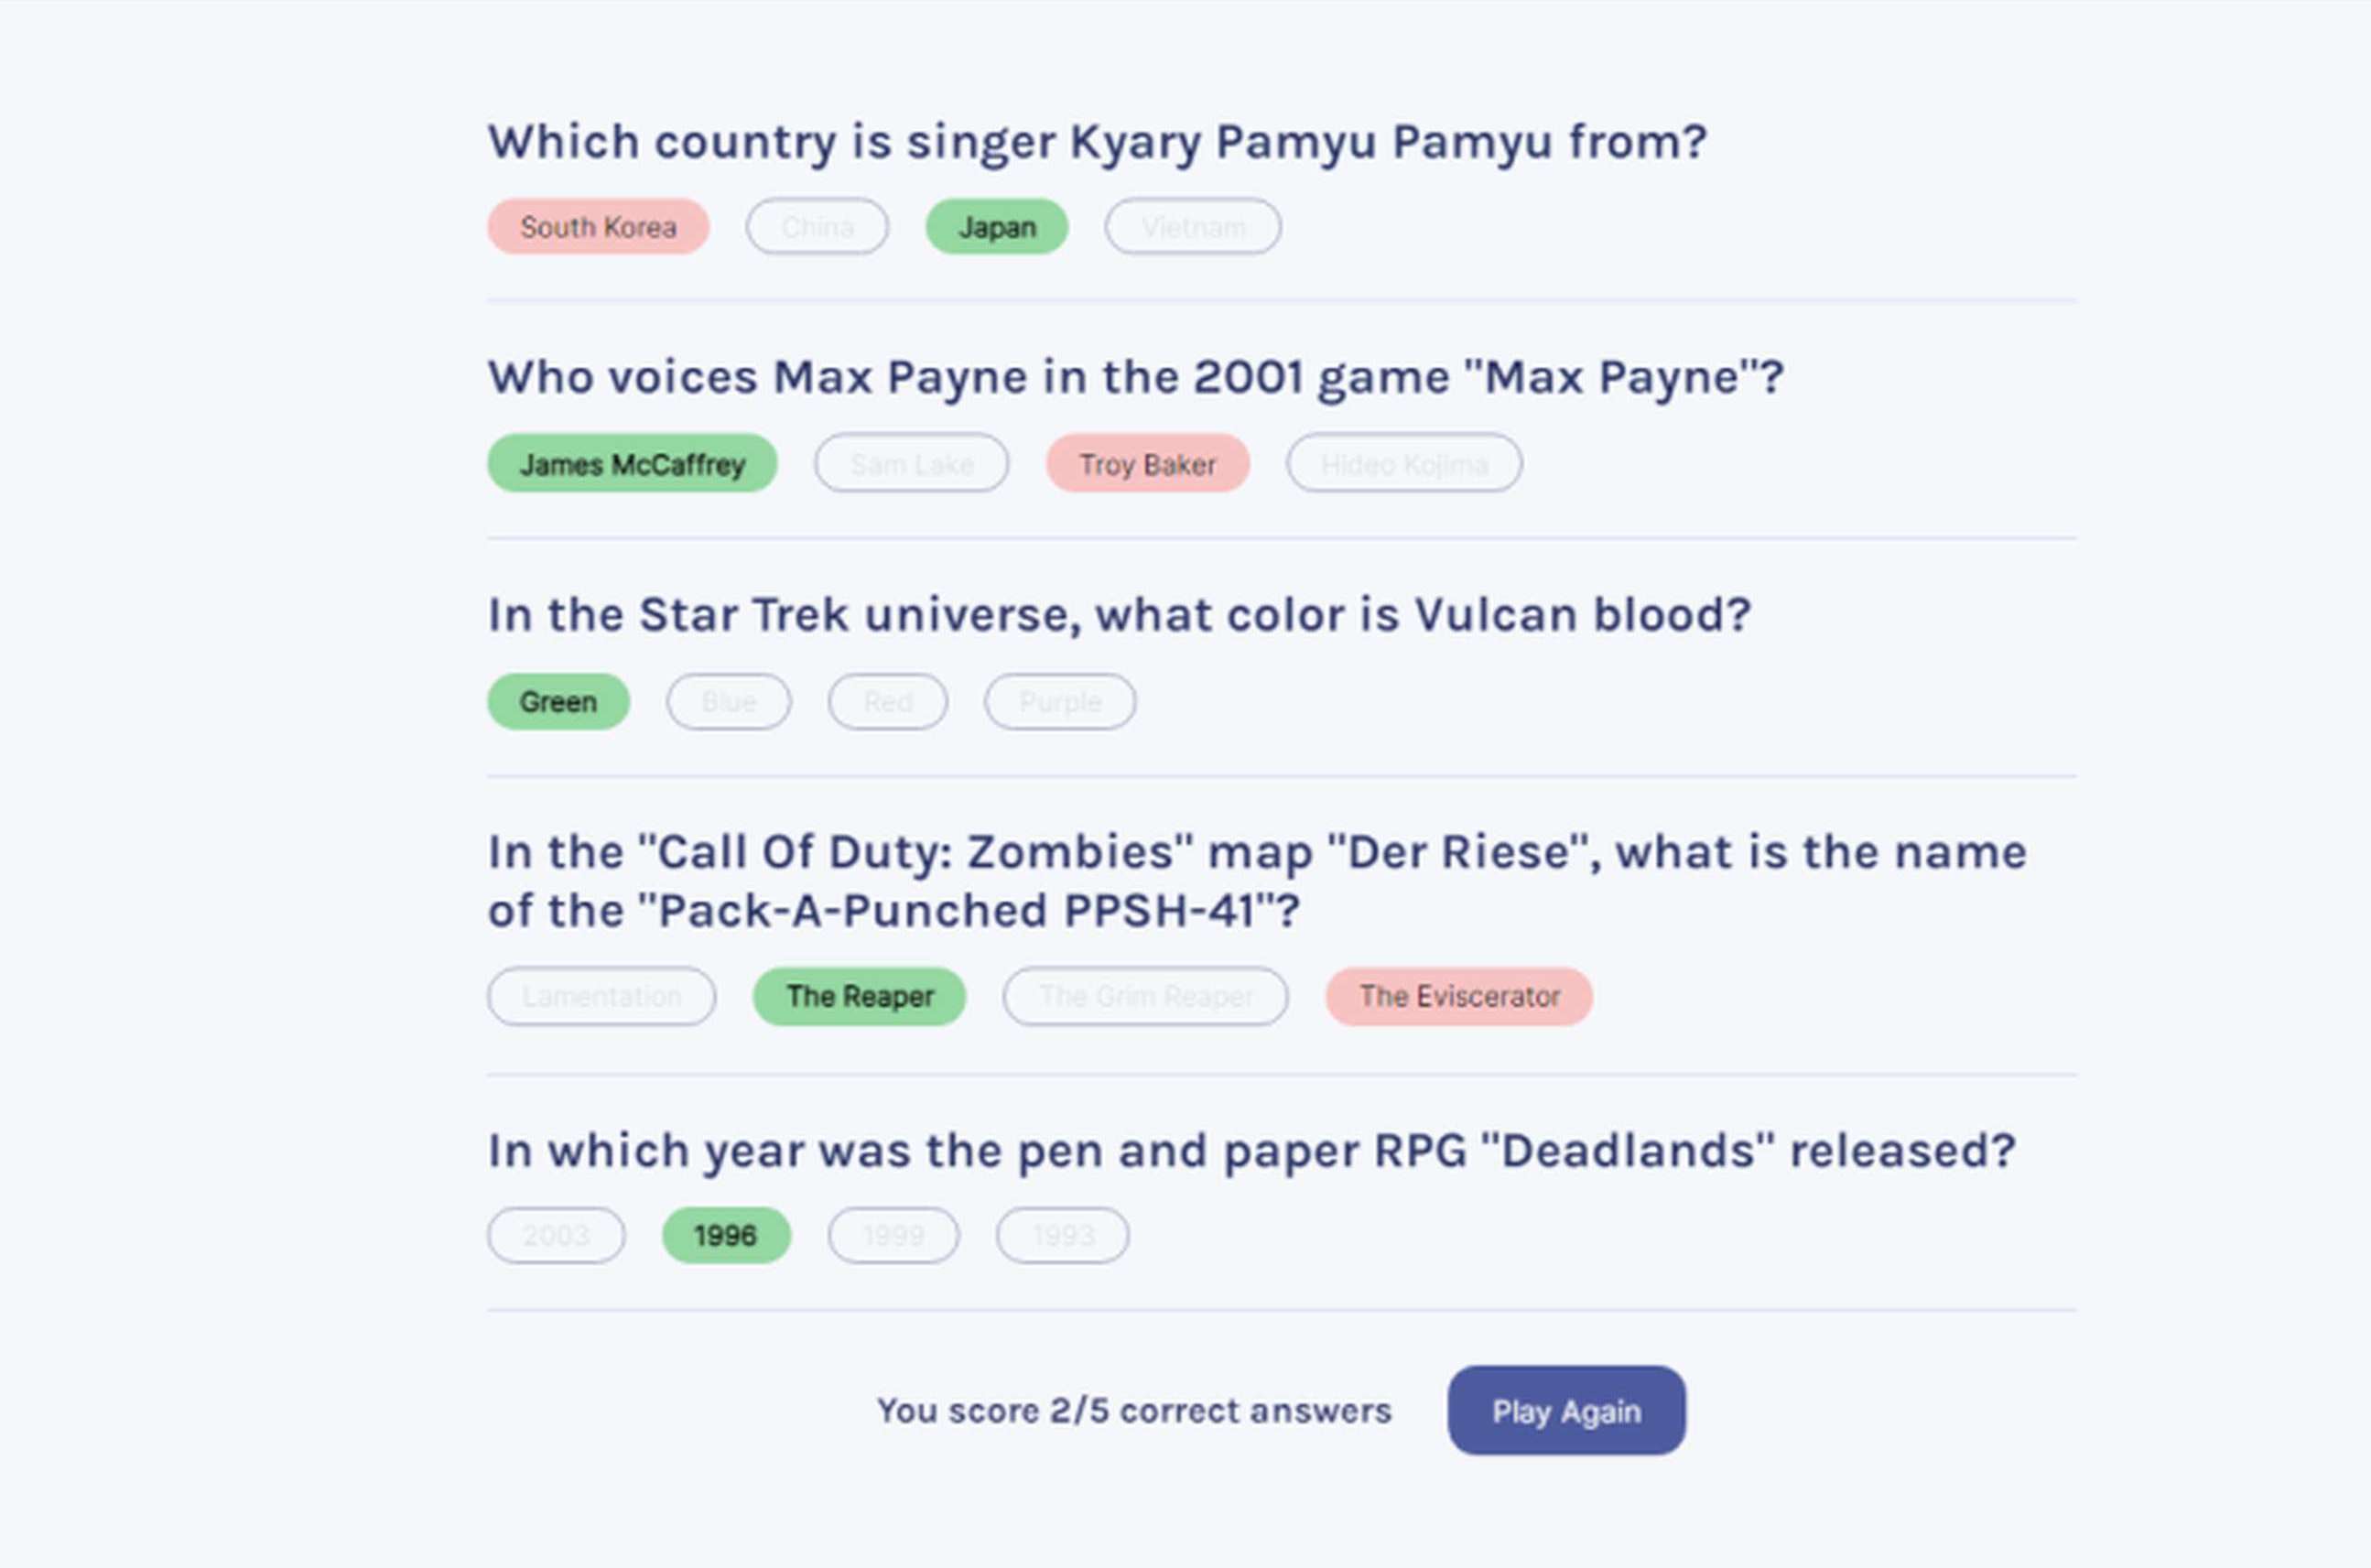 Which country is singer Kyary Pamyu Pamyu from?
South Korea China Japan Vietnam
Who voices Max Payne in the 2001 game "Max Payne"?
James McCaffrey Sam Lake Troy Baker Hideo Kojima
In the Star Trek universe, what color is Vulcan blood?
Green Blue Red Purple
In the "Call Of Duty: Zombies" map "Der Riese", what is the name
of the "Pack-A-Punched PPSH-41"?
Lamentation The Reaper The Grim Reaper The Eviscerator
In which year was the pen and paper RPG "Deadlands" released?
2003 1996 1999 1993
You score 2/5 correct answers Play Again